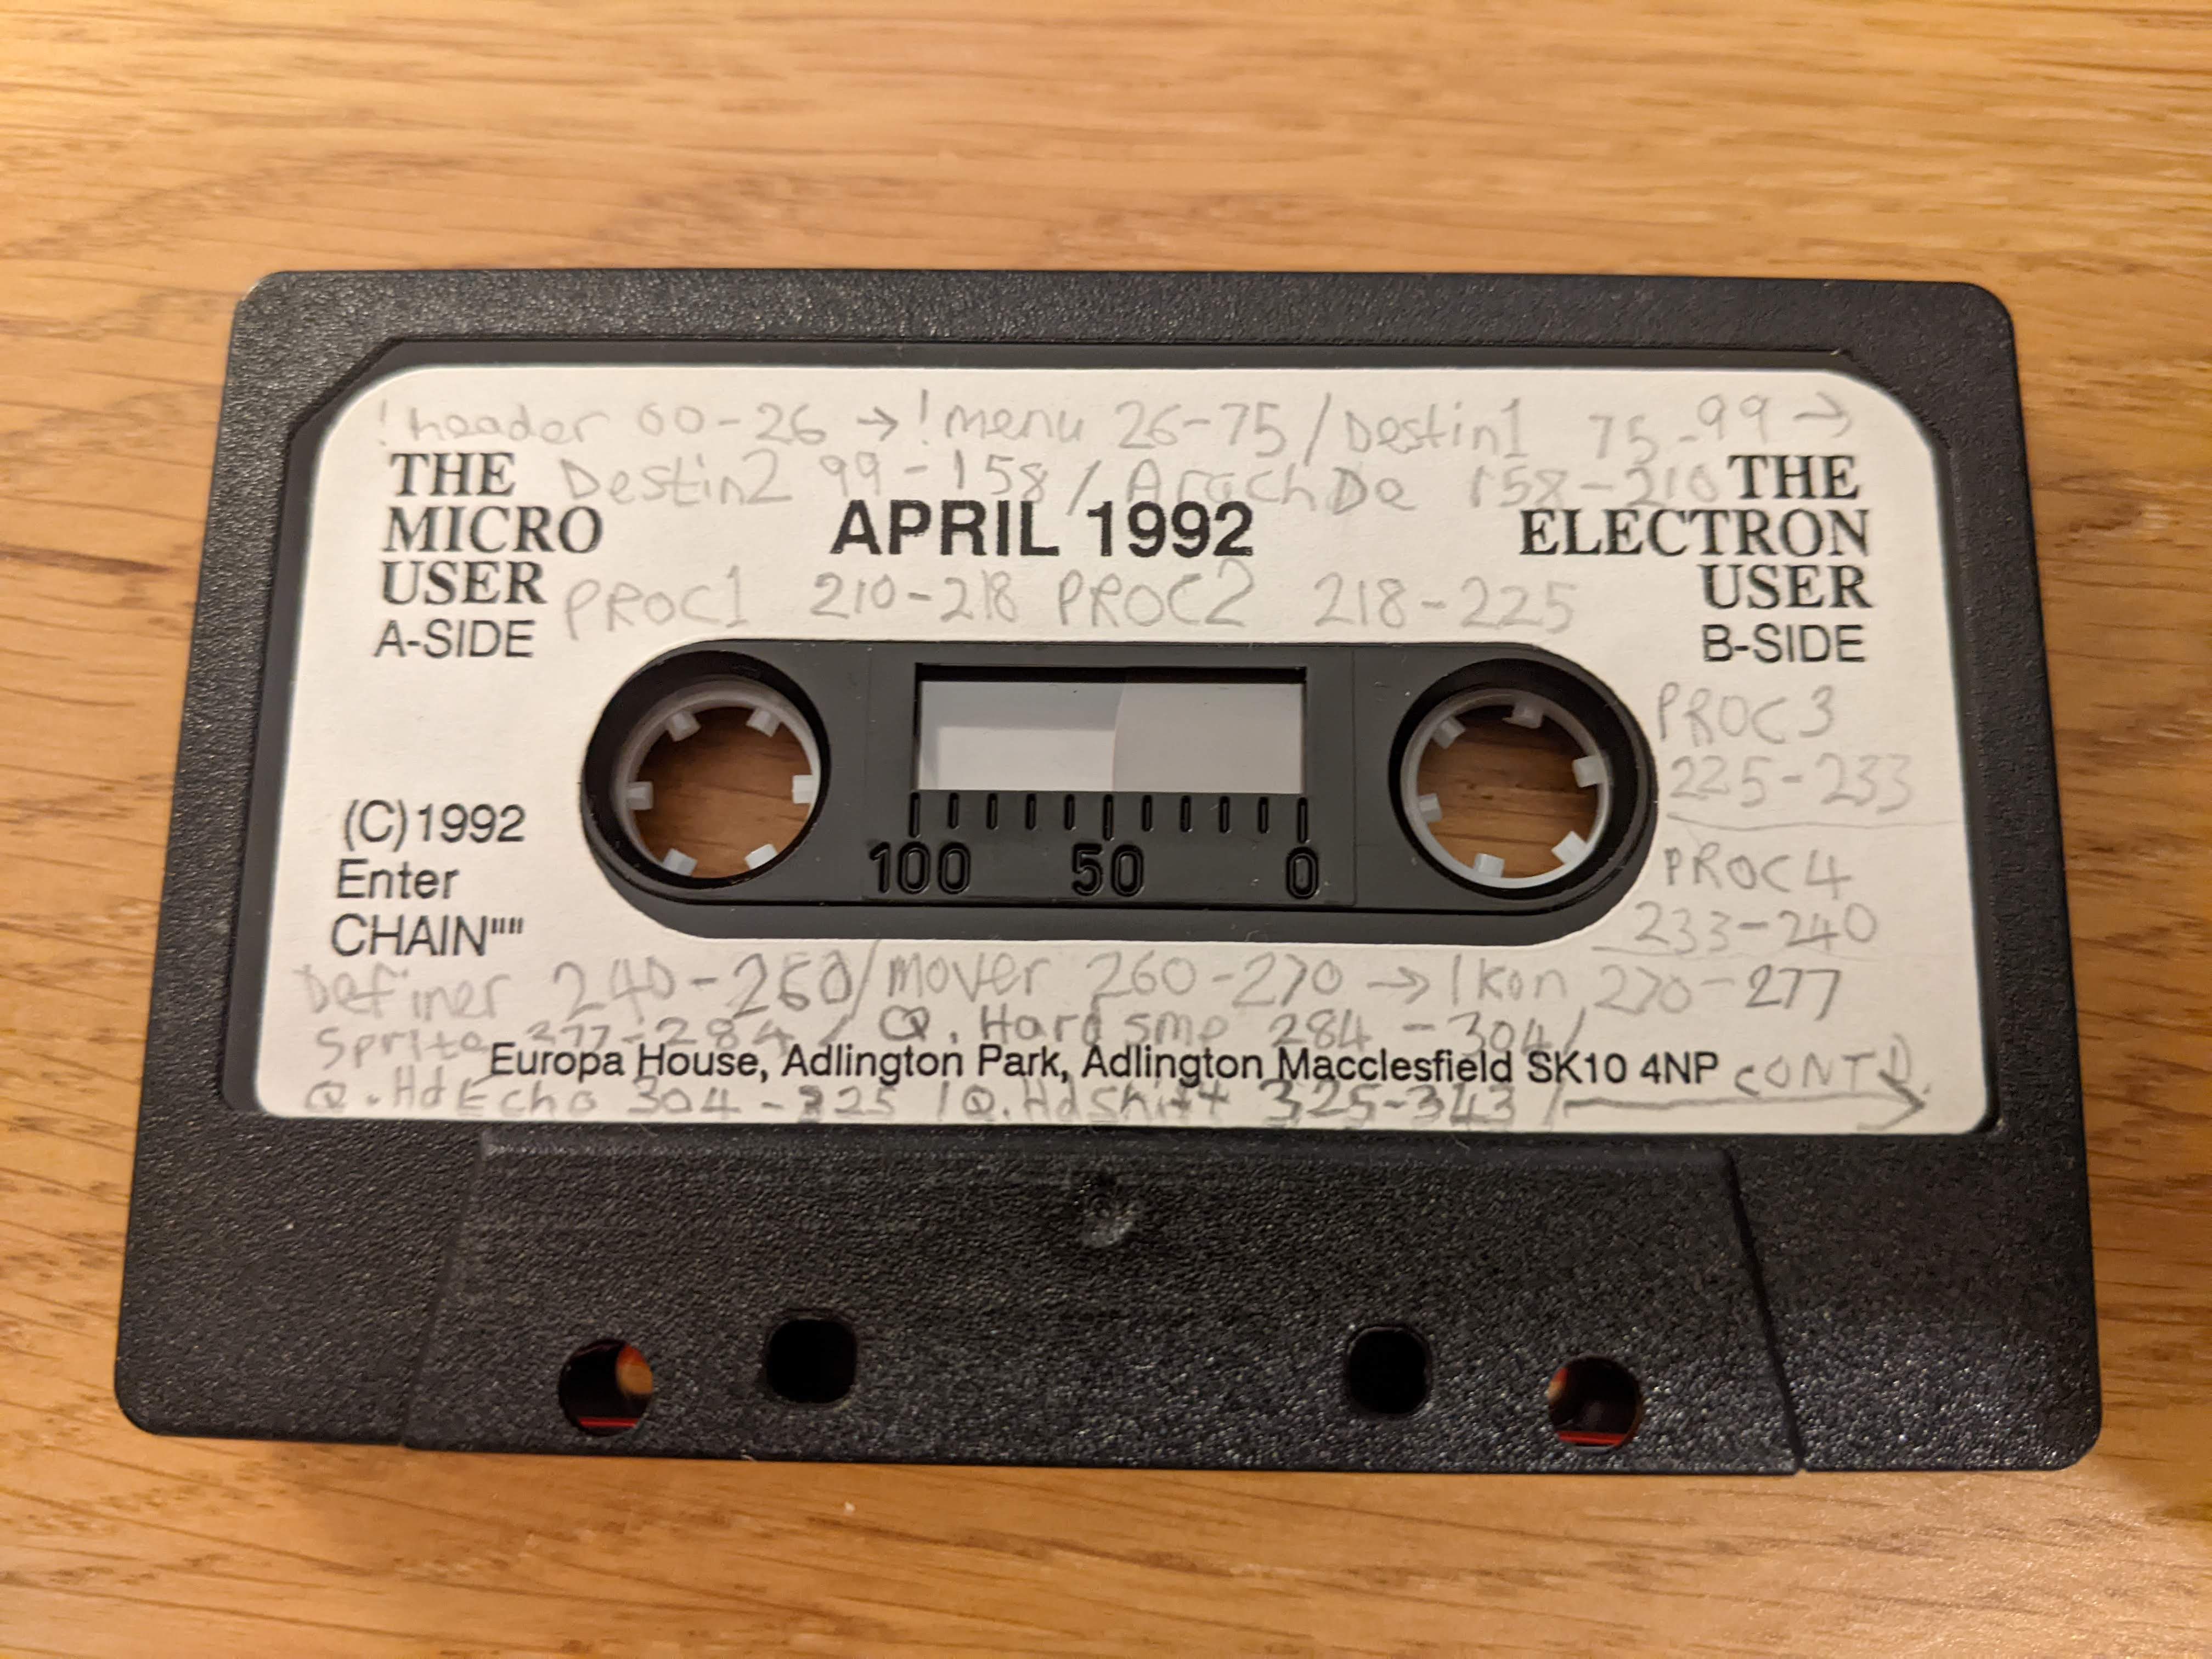 !header 00-26 → !menu 26-75 / Destin1 75-99 →
Destin2 99-158 / ArachDe 158-210
THE
MICRO
USER
A-SIDE
APRIL 1992
THE
ELECTRON
USER
B-SIDE
PROC1 210-218 PROC2 218-225
PROC3
225-233
PROC4
233-240
(C)1992
Enter
CHAIN""
100 50 0
Definer 240-260 / mover 260-270 → Ikon 270-277
Sprite 277-284 / Q.Hardsmp 284-304/
Europa House, Adlington Park, Adlington Macclesfield SK10 4NP
CONTD.
Q.HdEcho 304-325 / Q.HdShift 325-343 / →